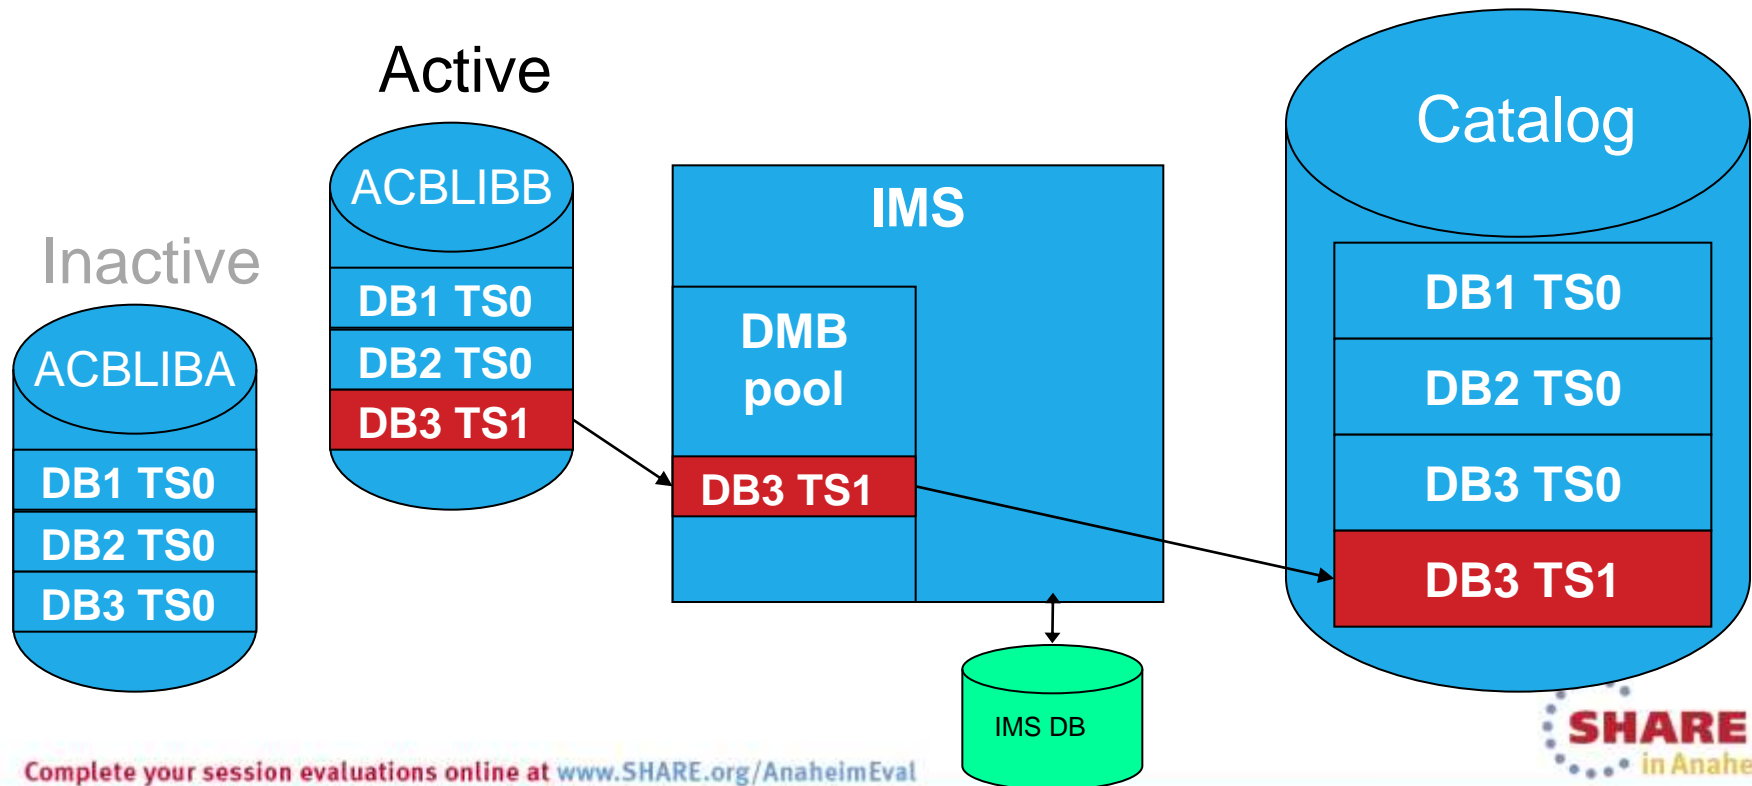 Active
Inactive
ACBLIBB
DB1 TS0
DB2 TS0
DB3 TS1
ACBLIBA
DB1 TS0
DB2 TS0
DB3 TS0
IMS
DMB
pool
DB3 TS1
IMS DB
Catalog
DB1 TS0
DB2 TS0
DB3 TS0
DB3 TS1
Complete your session evaluations online at www.SHARE.org/AnaheimEval
SHARE
in Anahe